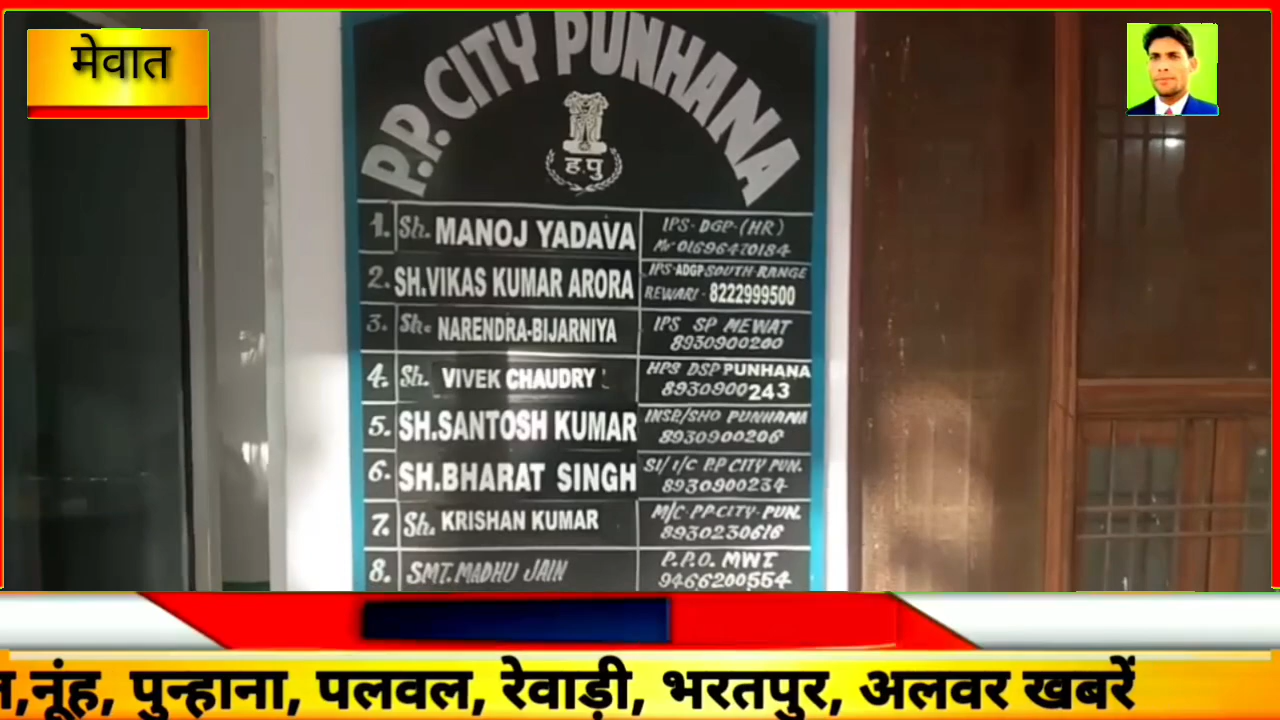 मेवात
P.P. CITY PUNHANA
ह.पु
1. Sh. MANOJ YADAVA IPS-DGP-(HR)
01696470184
2. SH.VIKAS KUMAR ARORA IPS-ADGP SOUTH-RANGE
REWARI - 8222999500
3. Sh. NARENDRA-BIJARNIYA IPS SP MEWAT
8930900200
4. Sh. VIVEK CHAUDRY HPS DSP PUNHANA
8930900243
5. SH.SANTOSH KUMAR INSP/SHO PUNHANA
8930900206
6. SH.BHARAT SINGH SI/I/C P.P CITY PUN.
8930900234
7. Sh. KRISHAN KUMAR M/C-PP.CITY-PUN.
8930230616
8. SMT.MADHU JAIN P.P.O. MWT
9466200554
,नूंह, पुन्हाना, पलवल, रेवाड़ी, भरतपुर, अलवर खबरें